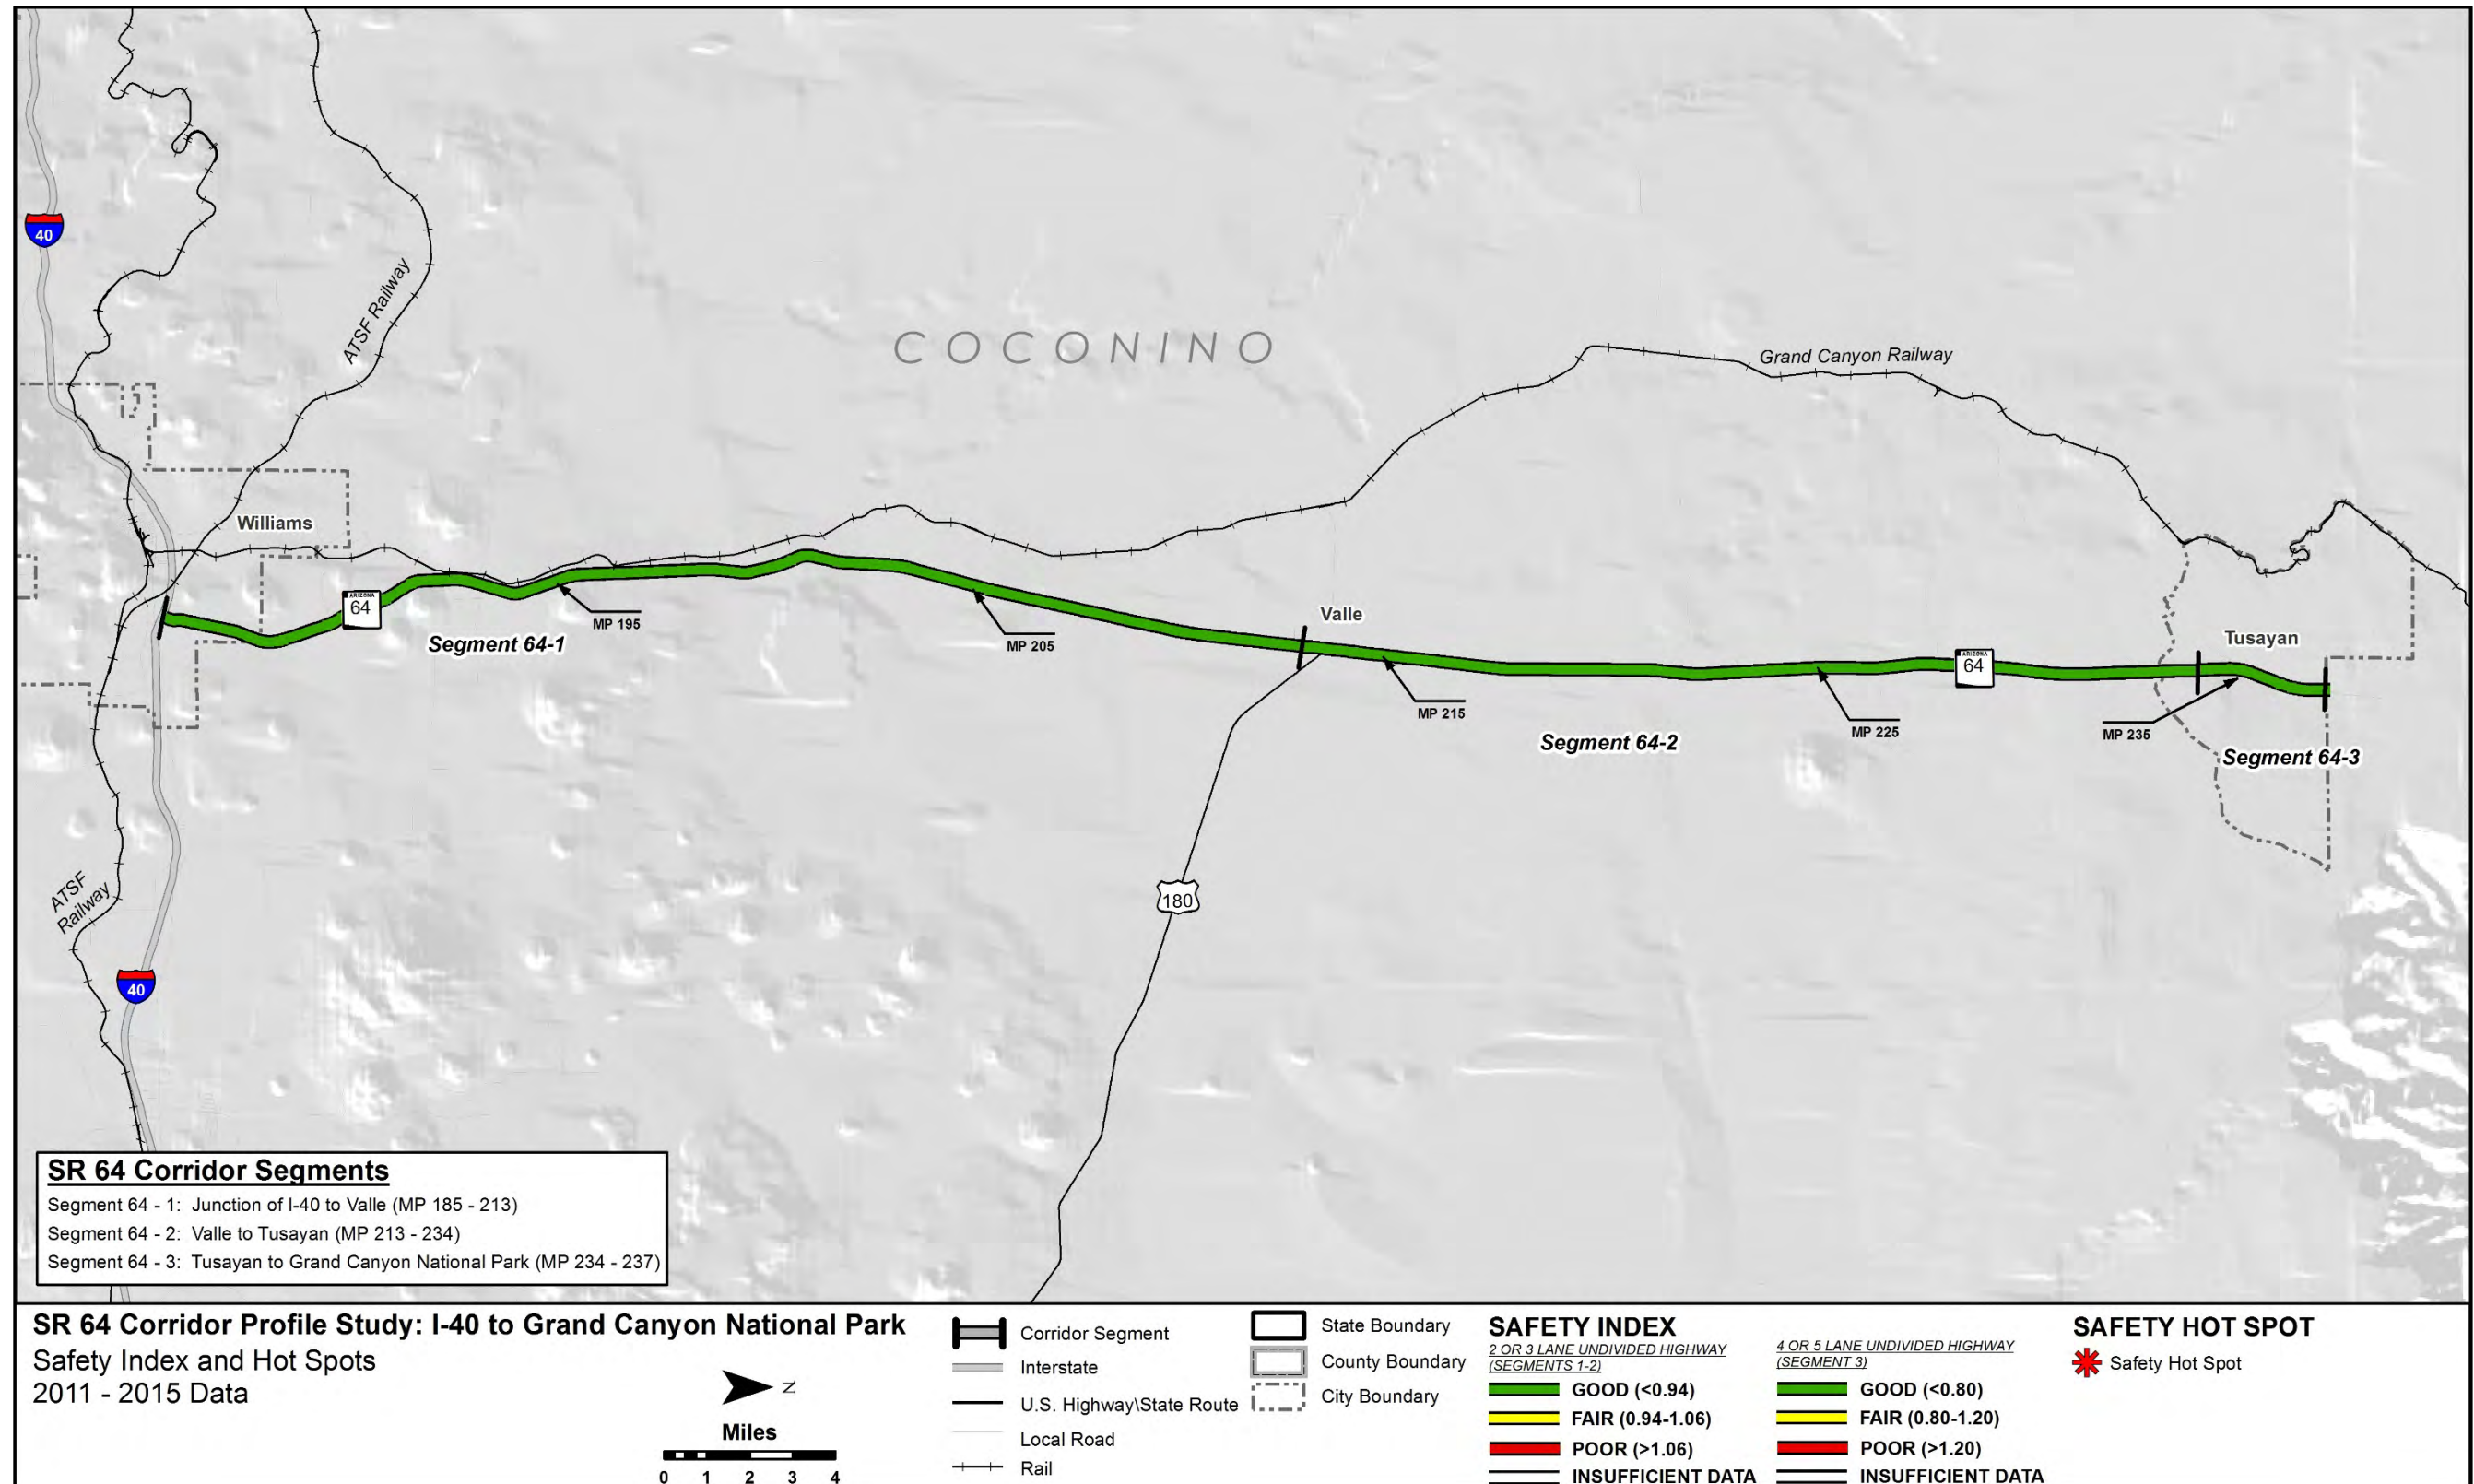 40
ATSF Railway
COCONINO
Grand Canyon Railway
Williams
ARIZONA
64
Segment 64-1
MP 195
MP 205
Valle
MP 215
Segment 64-2
MP 225
ARIZONA
64
Tusayan
MP 235
Segment 64-3
180
ATSF
Railway
40
SR 64 Corridor Segments
Segment 64 - 1: Junction of I-40 to Valle (MP 185 - 213)
Segment 64 - 2: Valle to Tusayan (MP 213 - 234)
Segment 64 - 3: Tusayan to Grand Canyon National Park (MP 234 - 237)
SR 64 Corridor Profile Study: I-40 to Grand Canyon National Park
Safety Index and Hot Spots
2011 - 2015 Data
N
Miles
0 1 2 3 4
Corridor Segment
Interstate
U.S. Highway\State Route
Local Road
Rail
State Boundary
County Boundary
City Boundary
SAFETY INDEX
2 OR 3 LANE UNDIVIDED HIGHWAY
(SEGMENTS 1-2)
GOOD (<0.94)
FAIR (0.94-1.06)
POOR (>1.06)
INSUFFICIENT DATA
4 OR 5 LANE UNDIVIDED HIGHWAY
(SEGMENT 3)
GOOD (<0.80)
FAIR (0.80-1.20)
POOR (>1.20)
INSUFFICIENT DATA
SAFETY HOT SPOT
Safety Hot Spot